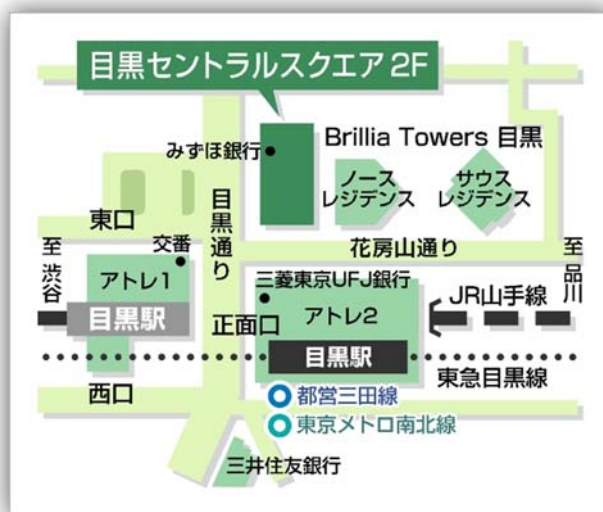 目黒セントラルスクエア 2F
みずほ銀行
Brillia Towers 目黒
ノース
レジデンス
サウス
レジデンス
目黒通り
東口
交番
花房山通り
至 渋谷
至 品川
アトレ1
目黒駅
三菱東京UFJ銀行
アトレ2
JR山手線
正面口
目黒駅
東急目黒線
西口
都営三田線
東京メトロ南北線
三井住友銀行